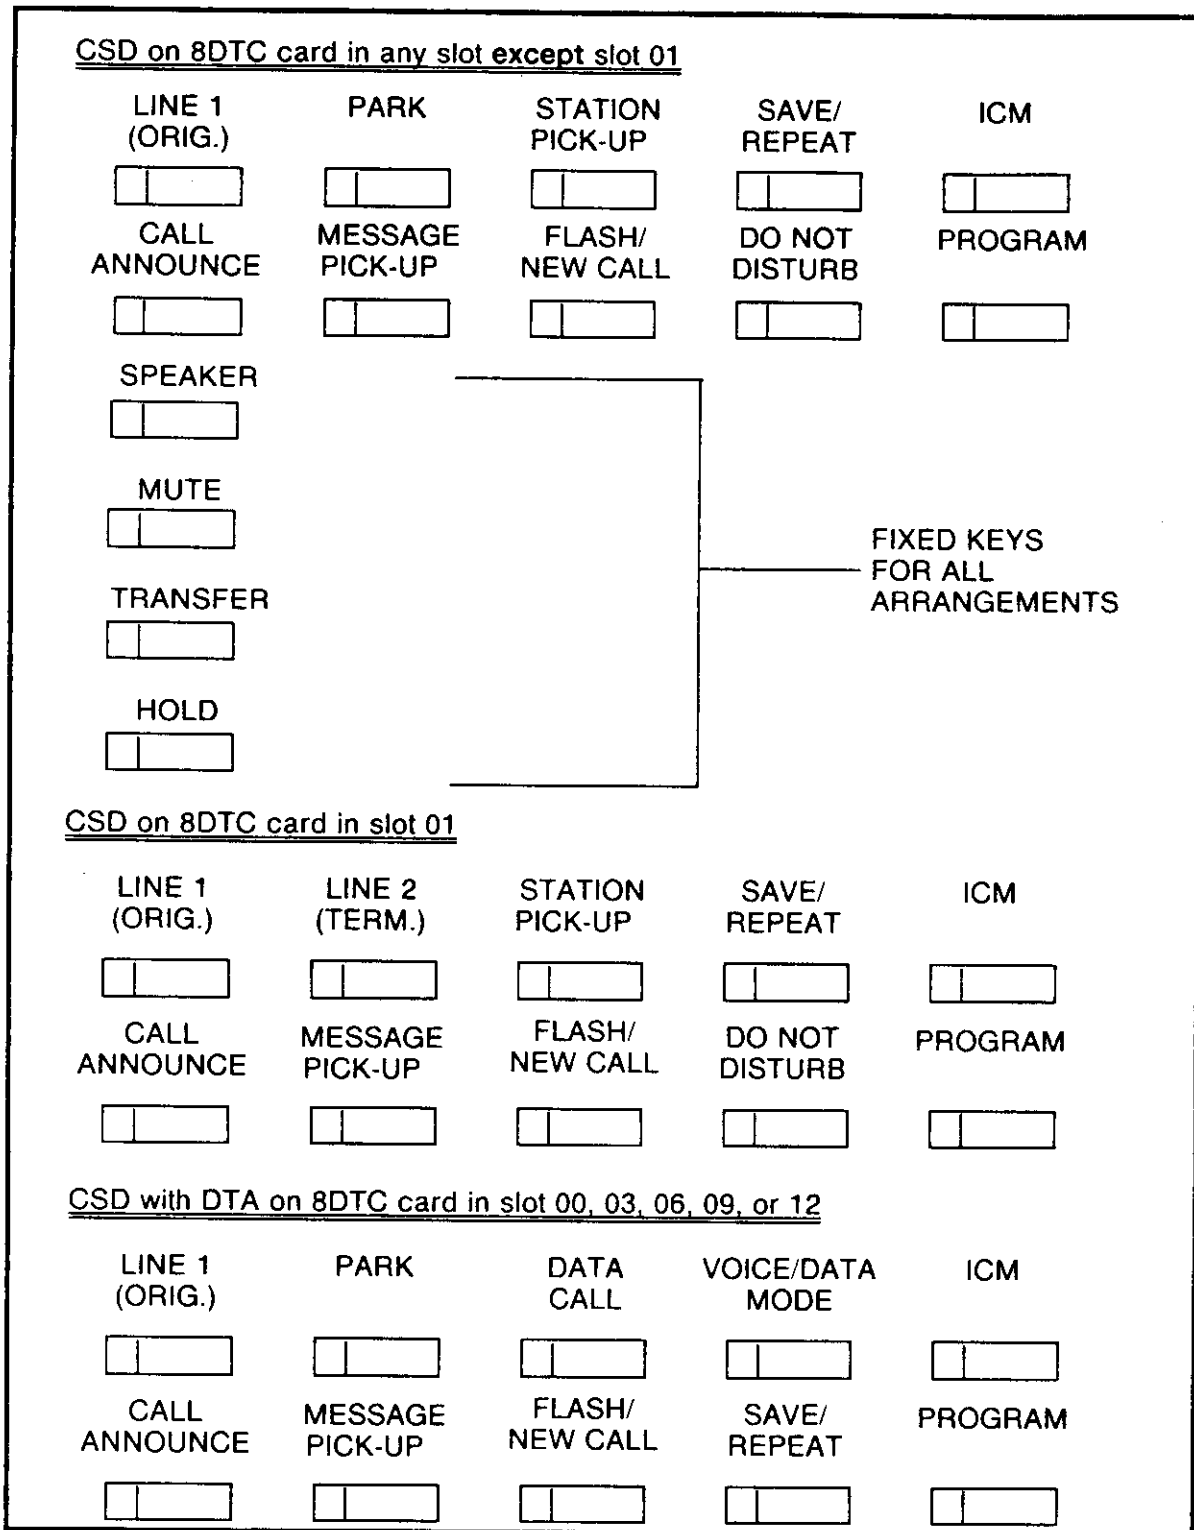 CSD on 8DTC card in any slot except slot 01
LINE 1 PARK STATION SAVE/ ICM
(ORIG.) PICK-UP REPEAT
CALL MESSAGE FLASH/ DO NOT PROGRAM
ANNOUNCE PICK-UP NEW CALL DISTURB
SPEAKER
MUTE
TRANSFER
HOLD
FIXED KEYS
FOR ALL
ARRANGEMENTS
CSD on 8DTC card in slot 01
LINE 1 LINE 2 STATION SAVE/ ICM
(ORIG.) (TERM.) PICK-UP REPEAT
CALL MESSAGE FLASH/ DO NOT PROGRAM
ANNOUNCE PICK-UP NEW CALL DISTURB
CSD with DTA on 8DTC card in slot 00, 03, 06, 09, or 12
LINE 1 PARK DATA VOICE/DATA ICM
(ORIG.) CALL MODE
CALL MESSAGE FLASH/ SAVE/ PROGRAM
ANNOUNCE PICK-UP NEW CALL REPEAT